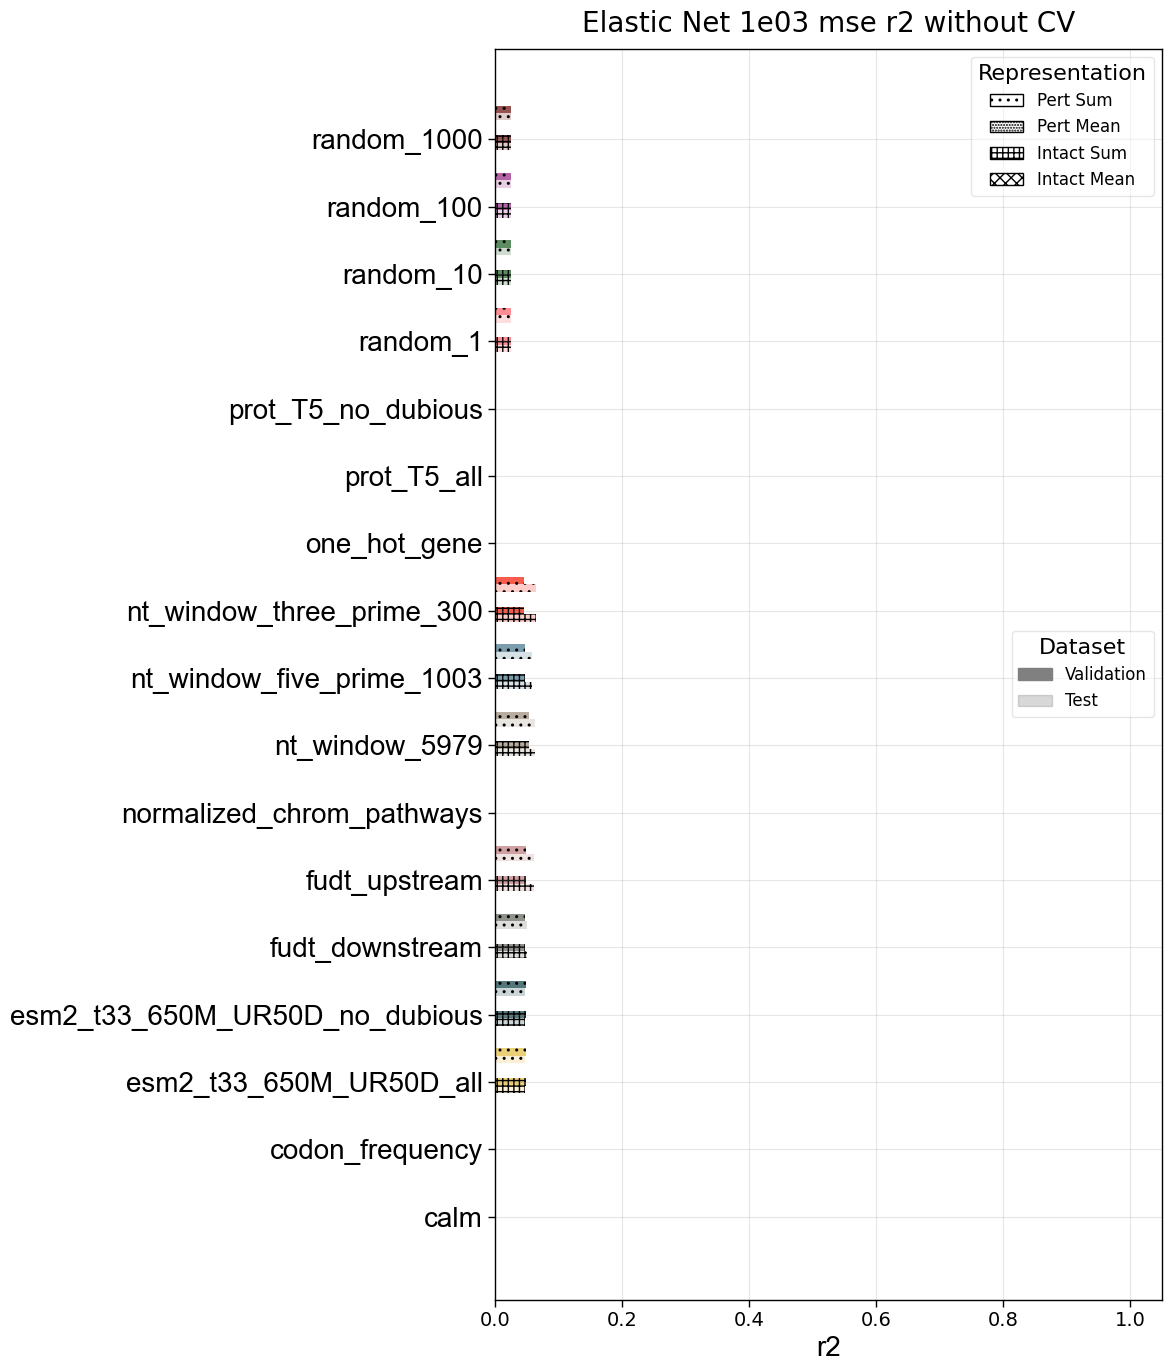 Elastic Net 1e03 mse r2 without CV
Representation
Pert Sum
Pert Mean
Intact Sum
Intact Mean
random_1000
random_100
random_10
random_1
prot_T5_no_dubious
prot_T5_all
one_hot_gene
nt_window_three_prime_300
nt_window_five_prime_1003
nt_window_5979
normalized_chrom_pathways
fudt_upstream
fudt_downstream
esm2_t33_650M_UR50D_no_dubious
esm2_t33_650M_UR50D_all
codon_frequency
calm
Dataset
Validation
Test
0.0 0.2 0.4 0.6 0.8 1.0
r2